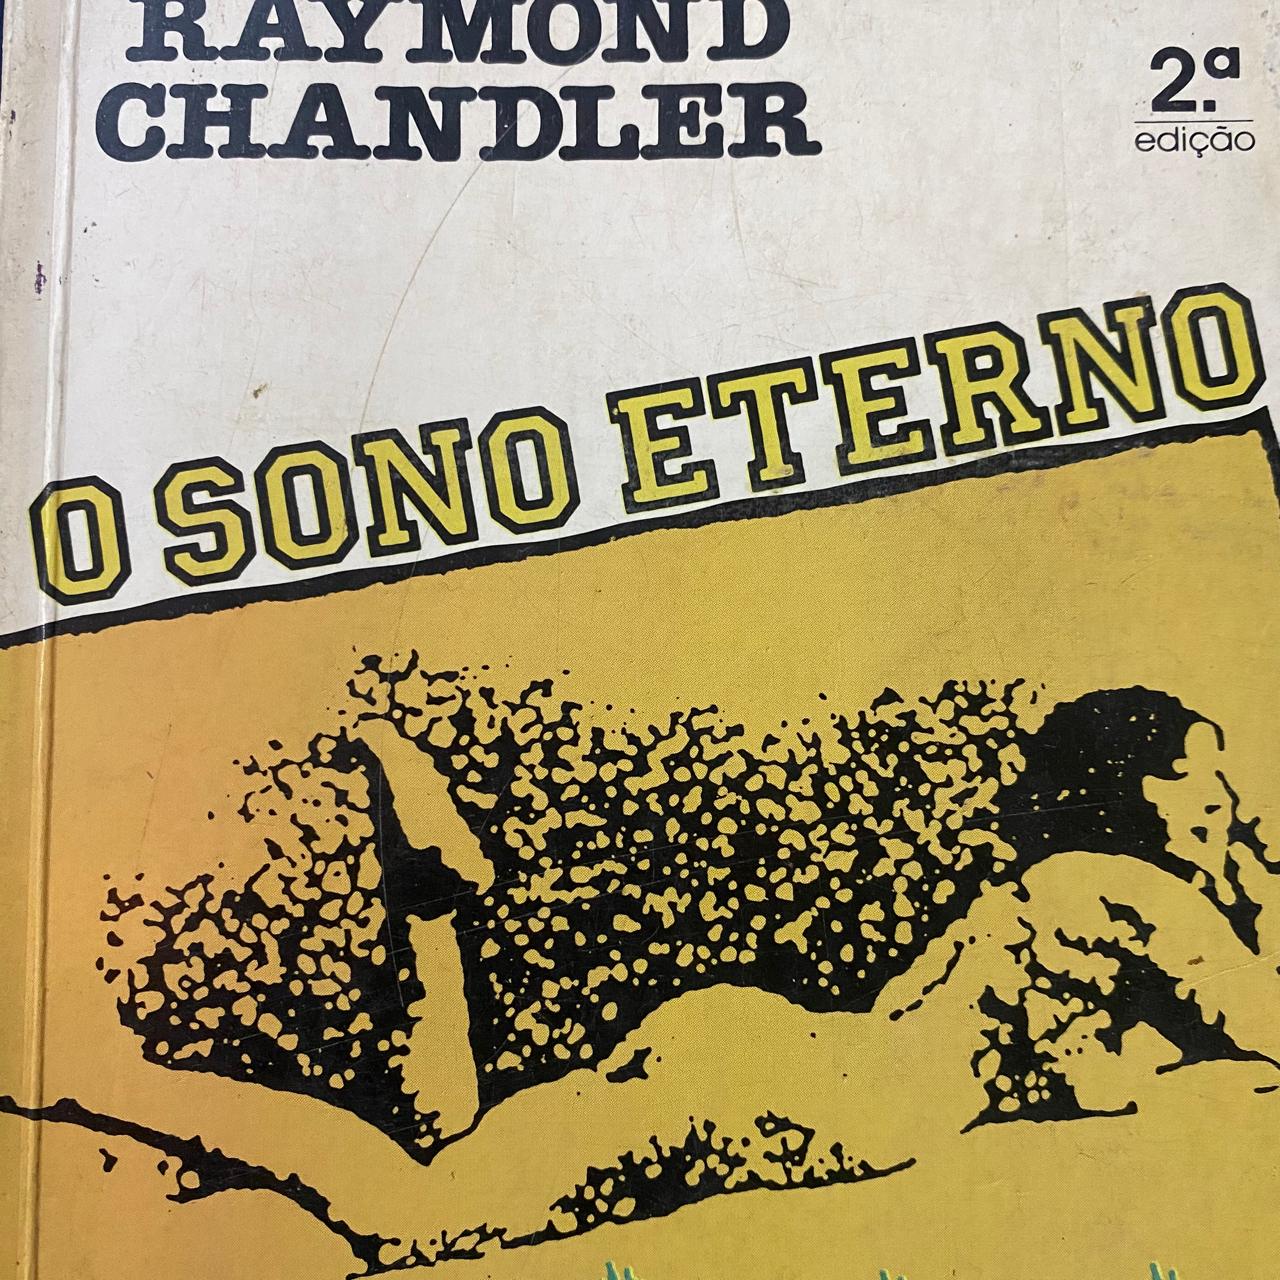 RAYMOND
CHANDLER
2.ª
edição
O SONO ETERNO